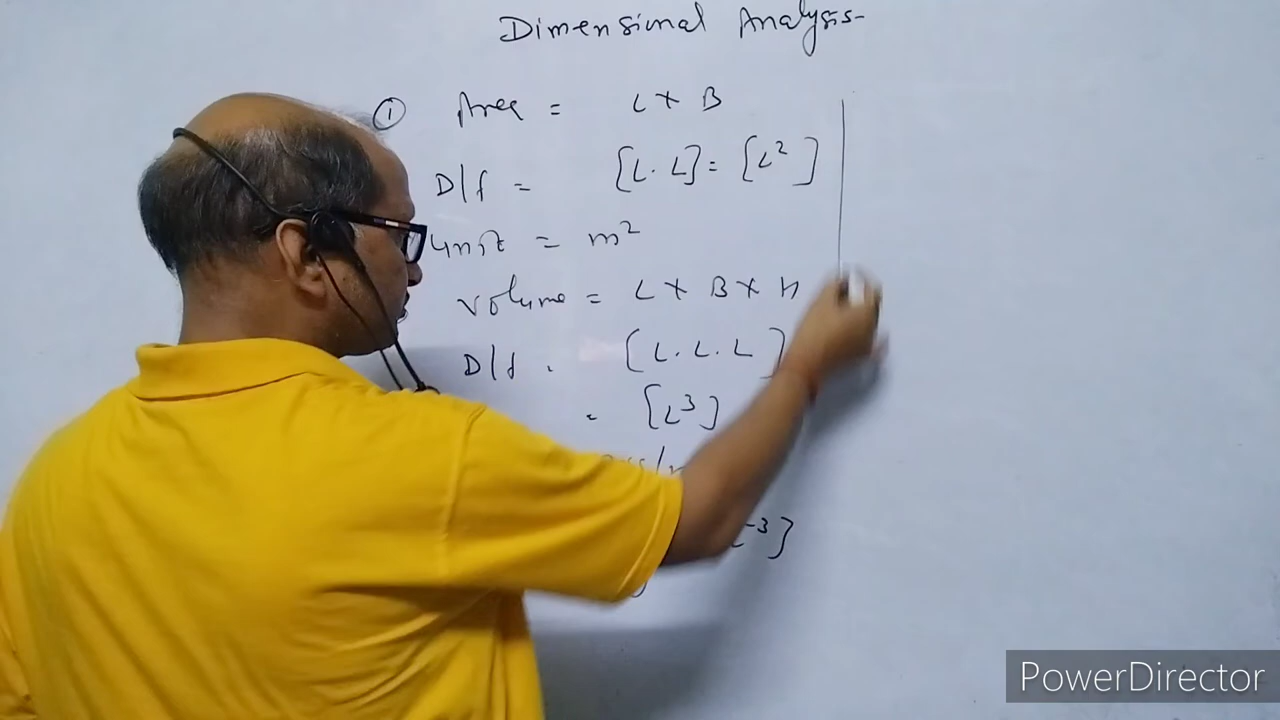 Dimensional Analysis-
① Area = L × B
D/f = [L. L] = [L²]
Unit = m²
Volume = L × B × H
D/f . [L. L. L]
= [L³]
-3]
PowerDirector